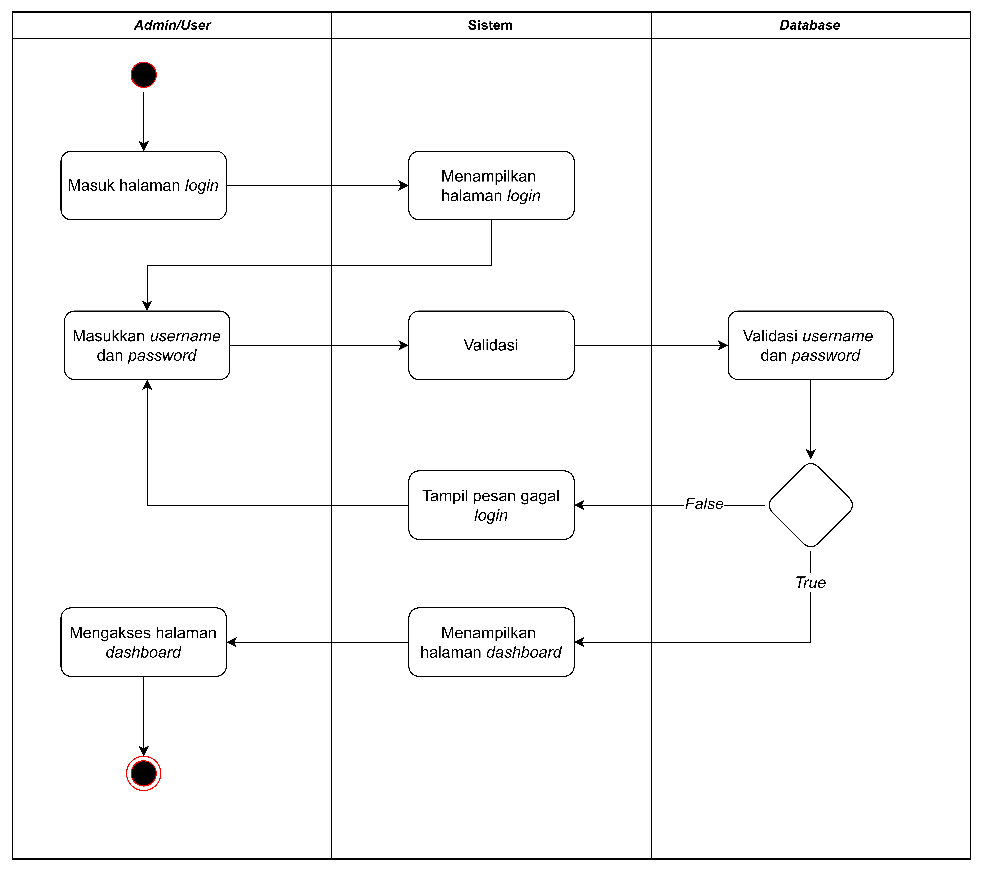 Admin/User
Sistem
Database
Masuk halaman login
Menampilkan
halaman login
Masukkan username
dan password
Validasi
Validasi username
dan password
Tampil pesan gagal
login
False
True
Mengakses halaman
dashboard
Menampilkan
halaman dashboard